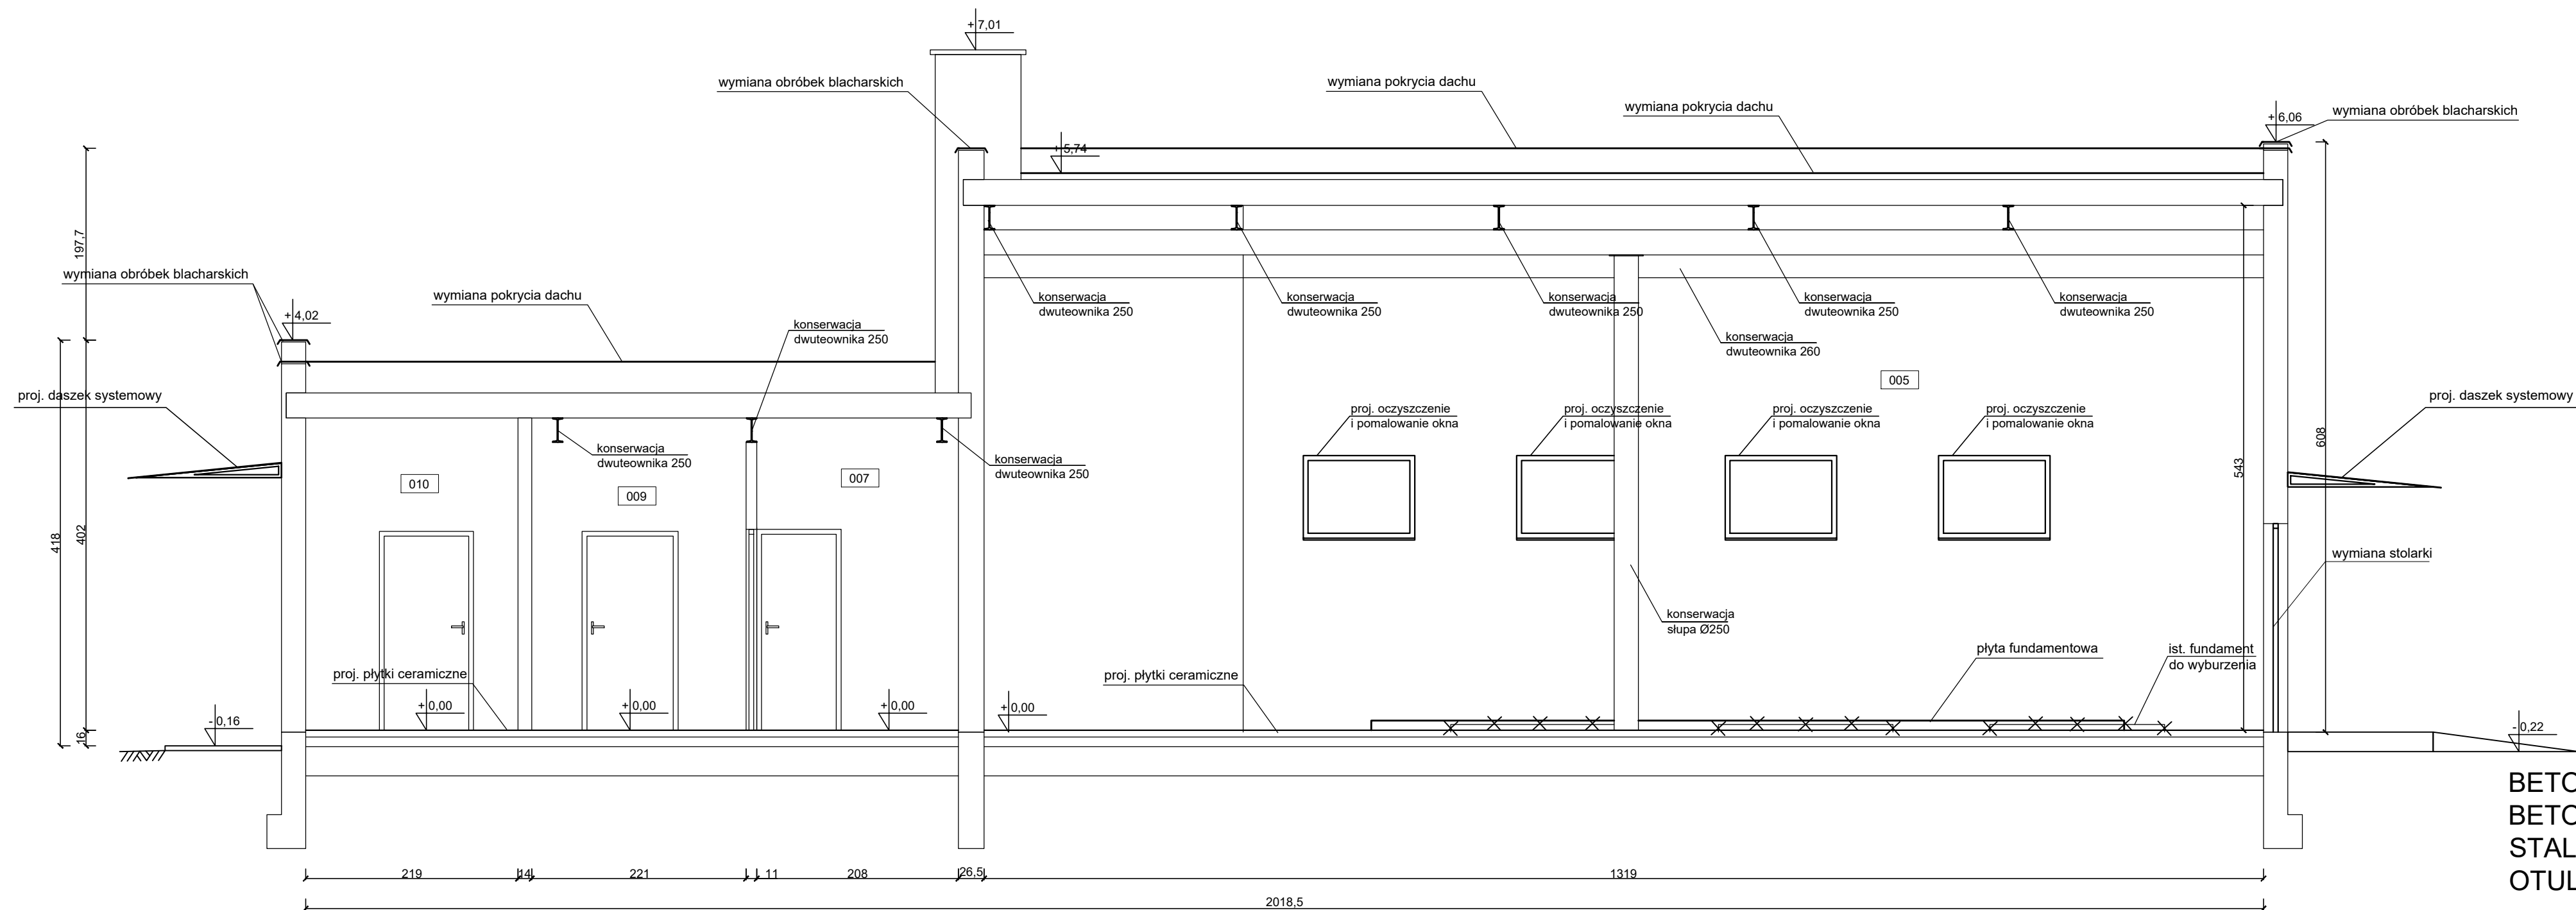 + 7,01
wymiana obróbek blacharskich
wymiana pokrycia dachu
wymiana pokrycia dachu
+ 6,06
wymiana obróbek blacharskich
+ 5,74
197,7
wymiana obróbek blacharskich
wymiana pokrycia dachu
+ 4,02
konserwacja
dwuteownika 250
konserwacja
dwuteownika 250
konserwacja
dwuteownika 250
konserwacja
dwuteownika 250
konserwacja
dwuteownika 250
konserwacja
dwuteownika 250
konserwacja
dwuteownika 260
005
proj. daszek systemowy
proj. daszek systemowy
proj. oczyszczenie
i pomalowanie okna
proj. oczyszczenie
i pomalowanie okna
proj. oczyszczenie
i pomalowanie okna
proj. oczyszczenie
i pomalowanie okna
konserwacja
dwuteownika 250
konserwacja
dwuteownika 250
010
009
007
543
608
418
402
wymiana stolarki
konserwacja
słupa Ø250
płyta fundamentowa
ist. fundament
do wyburzenia
proj. płytki ceramiczne
proj. płytki ceramiczne
+ 0,00
+ 0,00
+ 0,00
+ 0,00
- 0,16
16
- 0,22
BETO
BETO
STAL
OTUL
219
14
221
11
208
26,5
1319
2018,5